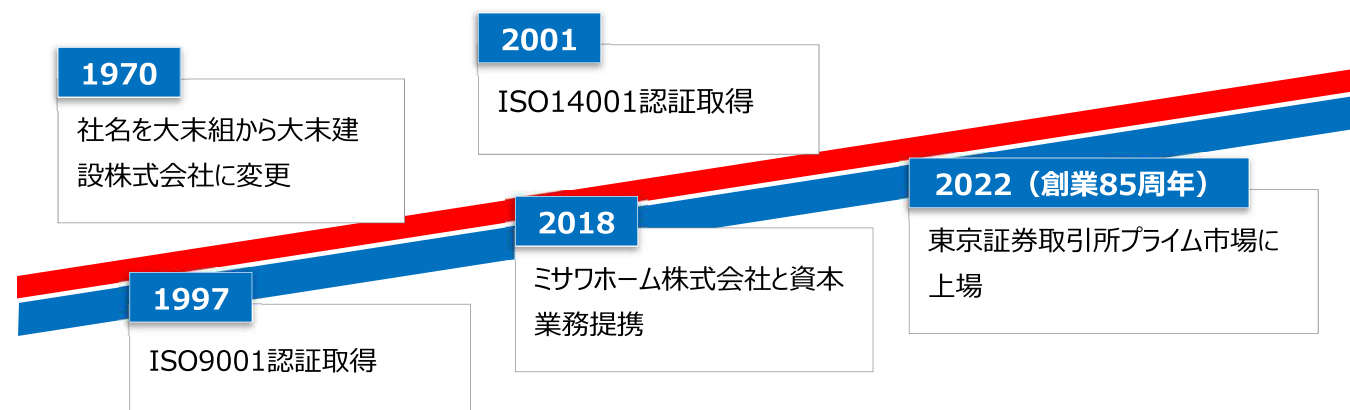 1970
社名を大末組から大末建
設株式会社に変更
1997
ISO9001認証取得
2001
ISO14001認証取得
2018
ミサワホーム株式会社と資本
業務提携
2022（創業85周年）
東京証券取引所プライム市場に
上場